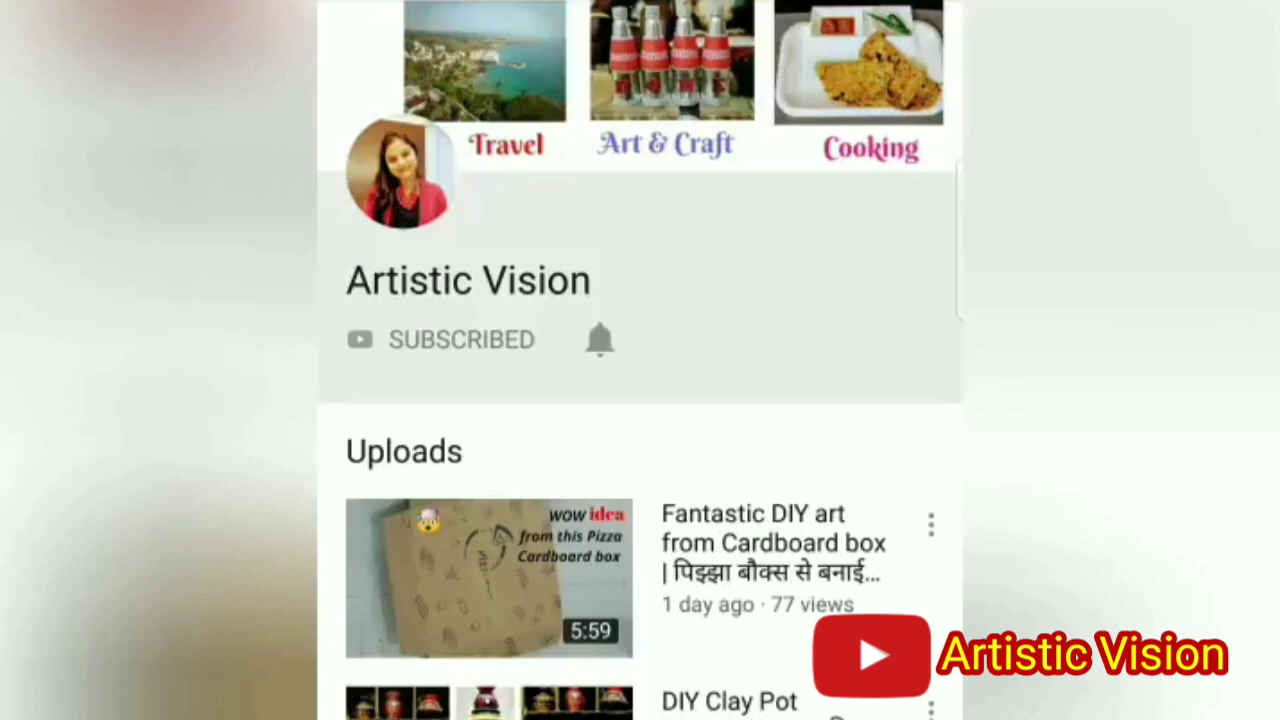 Travel
Art & Craft
Cooking
Artistic Vision
SUBSCRIBED
Uploads
wow idea
from this Pizza
Cardboard box
5:59
Fantastic DIY art
from Cardboard box
| पिझ्झा बौक्स से बनाई...
1 day ago · 77 views
Artistic Vision
DIY Clay Pot